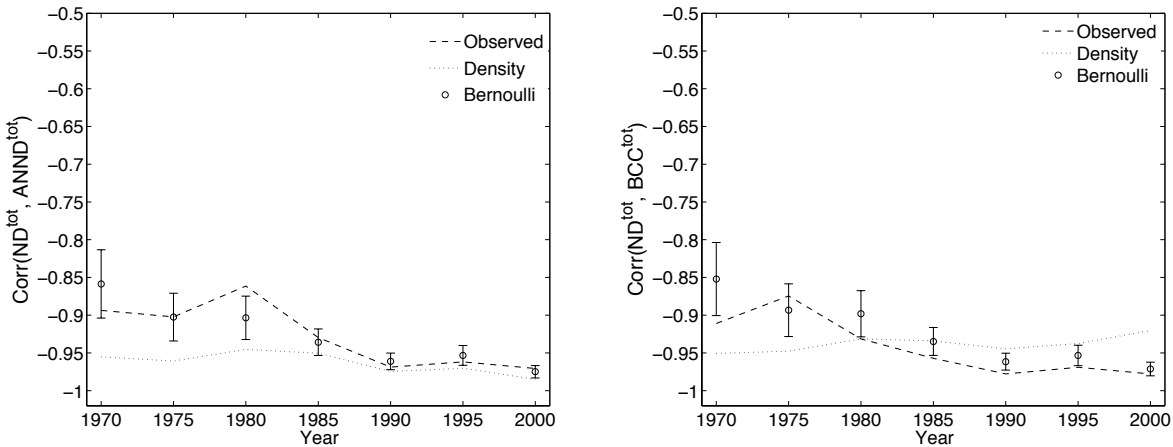 −0.5
−0.55
−0.6
−0.65
−0.7
−0.75
−0.8
−0.85
−0.9
−0.95
−1
Corr(ND^tot, ANND^tot)
Observed
Density
Bernoulli
1970 1975 1980 1985 1990 1995 2000
Year
−0.5
−0.55
−0.6
−0.65
−0.7
−0.75
−0.8
−0.85
−0.9
−0.95
−1
Corr(ND^tot, BCC^tot)
Observed
Density
Bernoulli
1970 1975 1980 1985 1990 1995 2000
Year